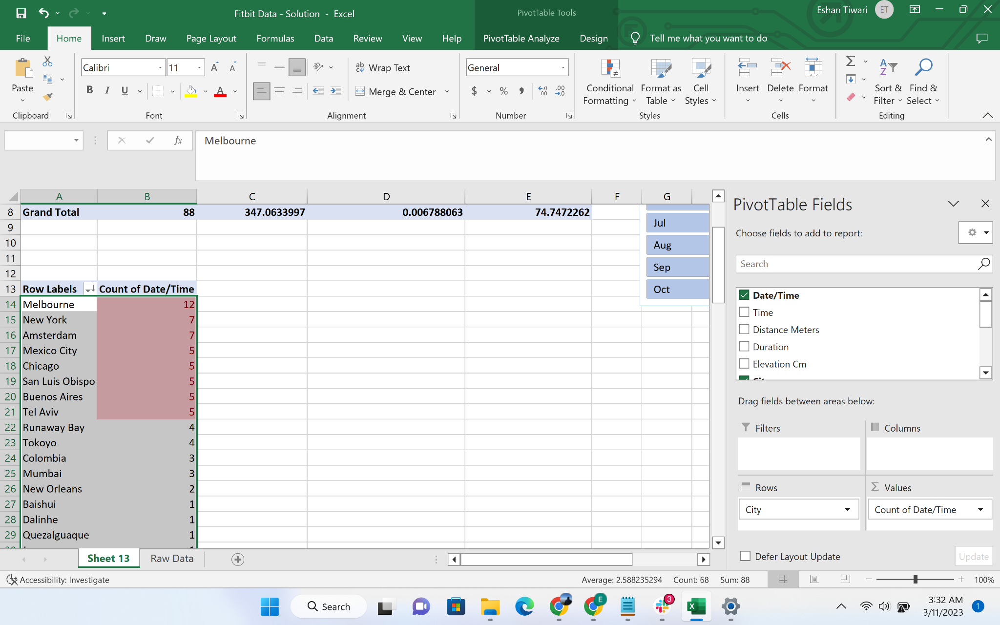 Fitbit Data - Solution - Excel
PivotTable Tools
Eshan Tiwari
ET
File
Home
Insert
Draw
Page Layout
Formulas
Data
Review
View
Help
PivotTable Analyze
Design
Tell me what you want to do
Paste
Clipboard
Calibri
11
B I U
Font
Wrap Text
Merge & Center
Alignment
General
$ % ,
Number
Conditional Formatting
Format as Table
Cell Styles
Styles
Insert
Delete
Format
Cells
Sort & Filter
Find & Select
Editing
fx
Melbourne
A B C D E F G
8 Grand Total 88 347.0633997 0.006788063 74.7472262
9
10
11
12
13 Row Labels Count of Date/Time
14 Melbourne 12
15 New York 7
16 Amsterdam 7
17 Mexico City 5
18 Chicago 5
19 San Luis Obispo 5
20 Buenos Aires 5
21 Tel Aviv 5
22 Runaway Bay 4
23 Tokoyo 4
24 Colombia 3
25 Mumbai 3
26 New Orleans 2
27 Baishui 1
28 Dalinhe 1
29 Quezalguaque 1
Jul
Aug
Sep
Oct
PivotTable Fields
Choose fields to add to report:
Search
Date/Time
Time
Distance Meters
Duration
Elevation Cm
Drag fields between areas below:
Filters
Columns
Rows
Values
City
Count of Date/Time
Defer Layout Update
Update
Sheet 13
Raw Data
Accessibility: Investigate
Average: 2.588235294
Count: 68
Sum: 88
100%
Search
E
3
3:32 AM
3/11/2023
1